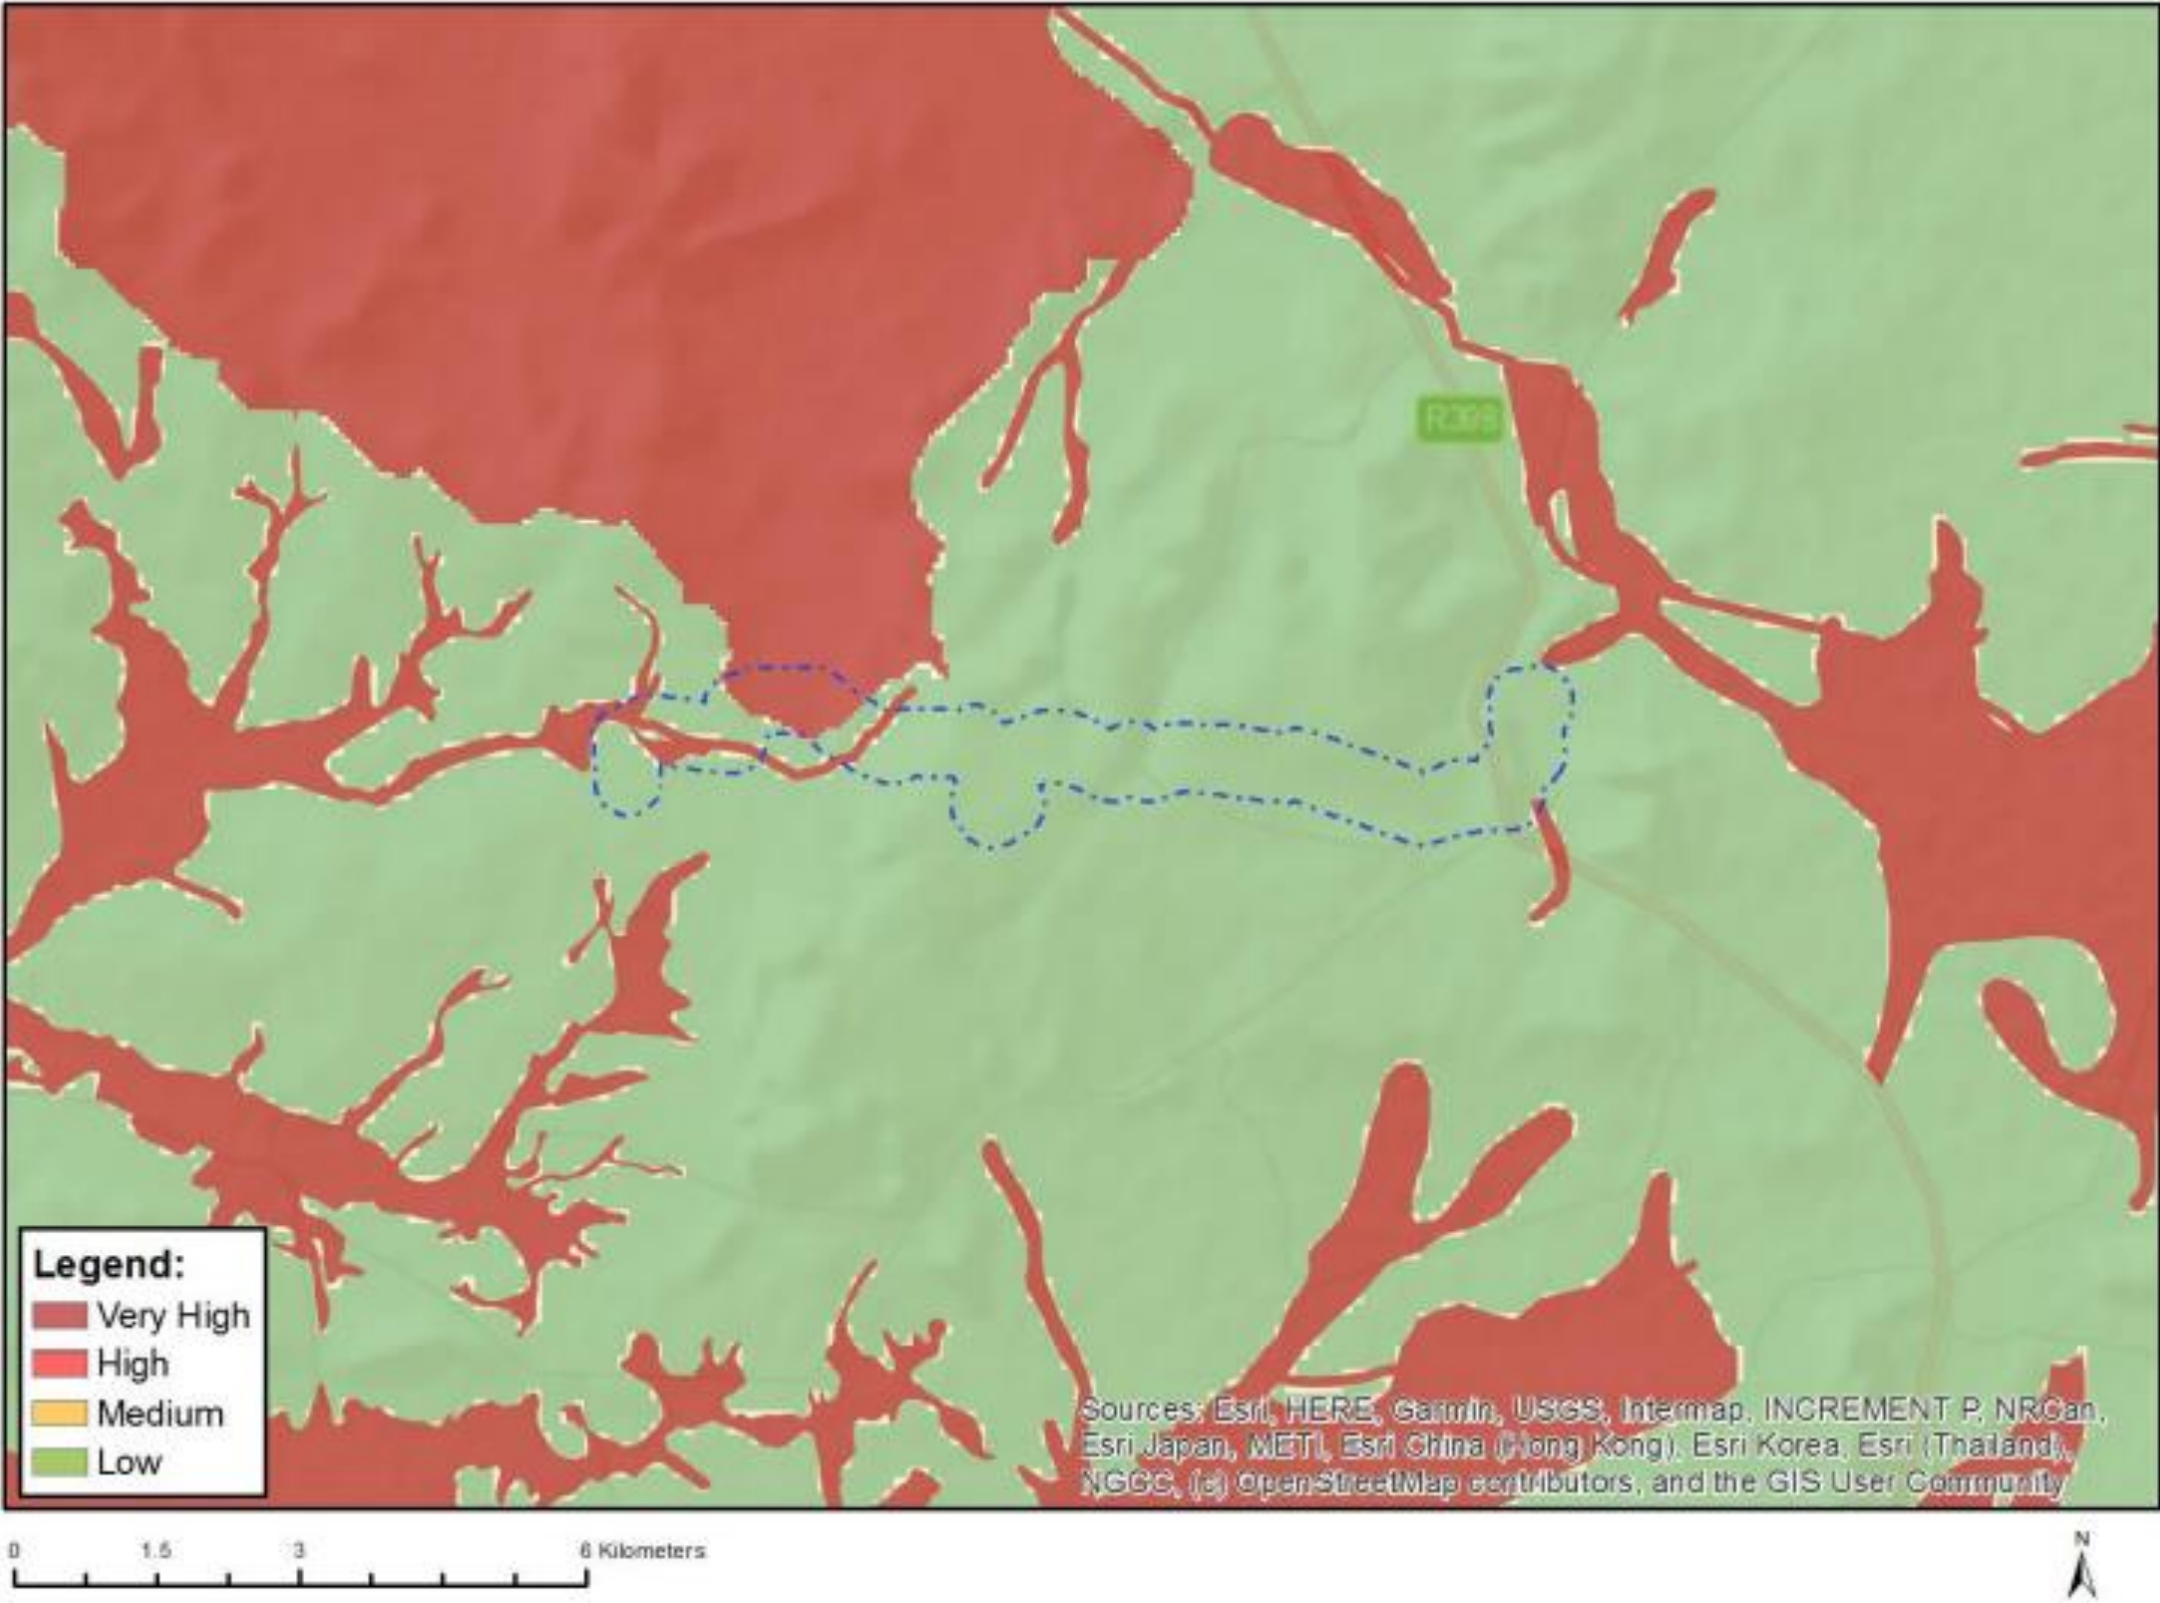 R398
Legend:
Very High
High
Medium
Low
Sources: Esri, HERE, Garmin, USGS, Intermap, INCREMENT P, NRCan,
Esri Japan, METI, Esri China (Hong Kong), Esri Korea, Esri (Thailand),
NGCC, (c) OpenStreetMap contributors, and the GIS User Community
0 1.5 3 6 Kilometers
N